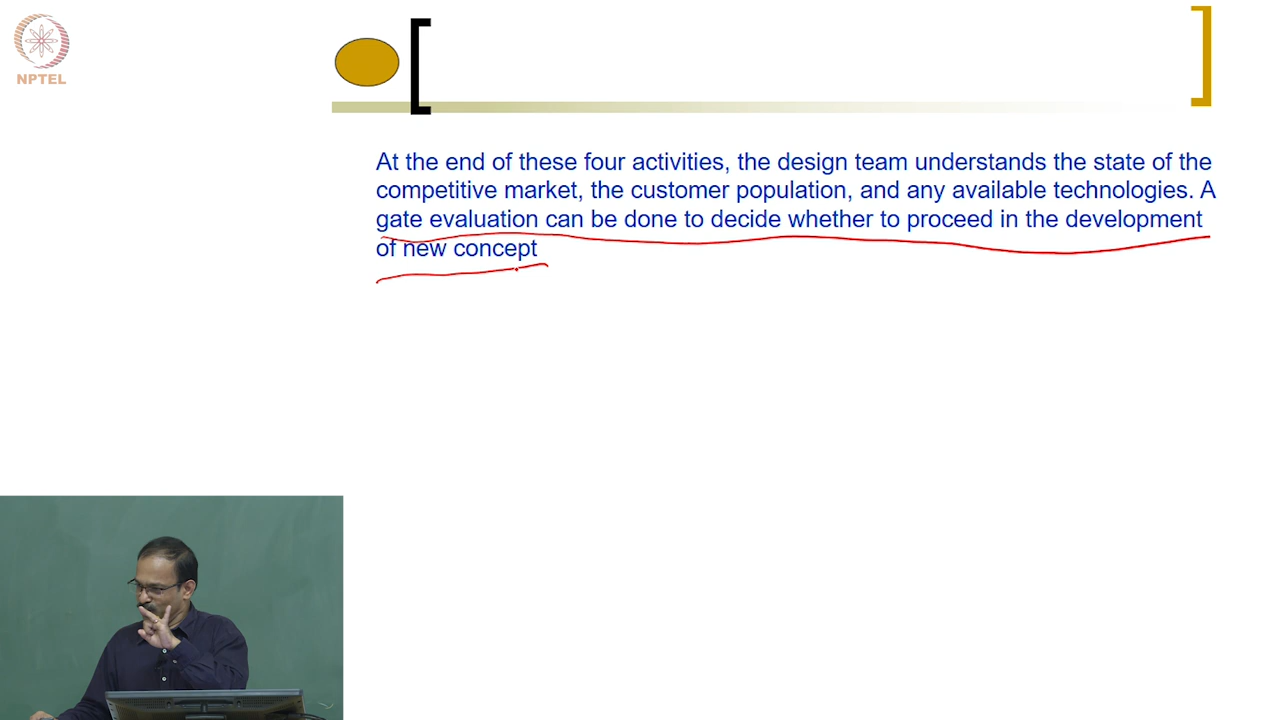 NPTEL
At the end of these four activities, the design team understands the state of the
competitive market, the customer population, and any available technologies. A
gate evaluation can be done to decide whether to proceed in the development
of new concept